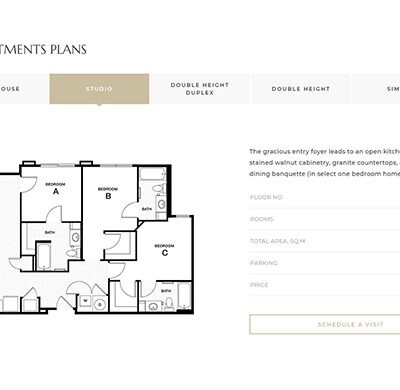 TMENTS PLANS
OUSE
STUDIO
DOUBLE HEIGHT
DUPLEX
DOUBLE HEIGHT
SIM
The gracious entry foyer leads to an open kitche
stained walnut cabinetry, granite countertops,
dining banquette (in select one bedroom home
BEDROOM
A
BEDROOM
B
BATH
BATH
BEDROOM
C
W
BATH
FLOOR NO
ROOMS
TOTAL AREA, SQ.M
PARKING
PRICE
SCHEDULE A VISIT